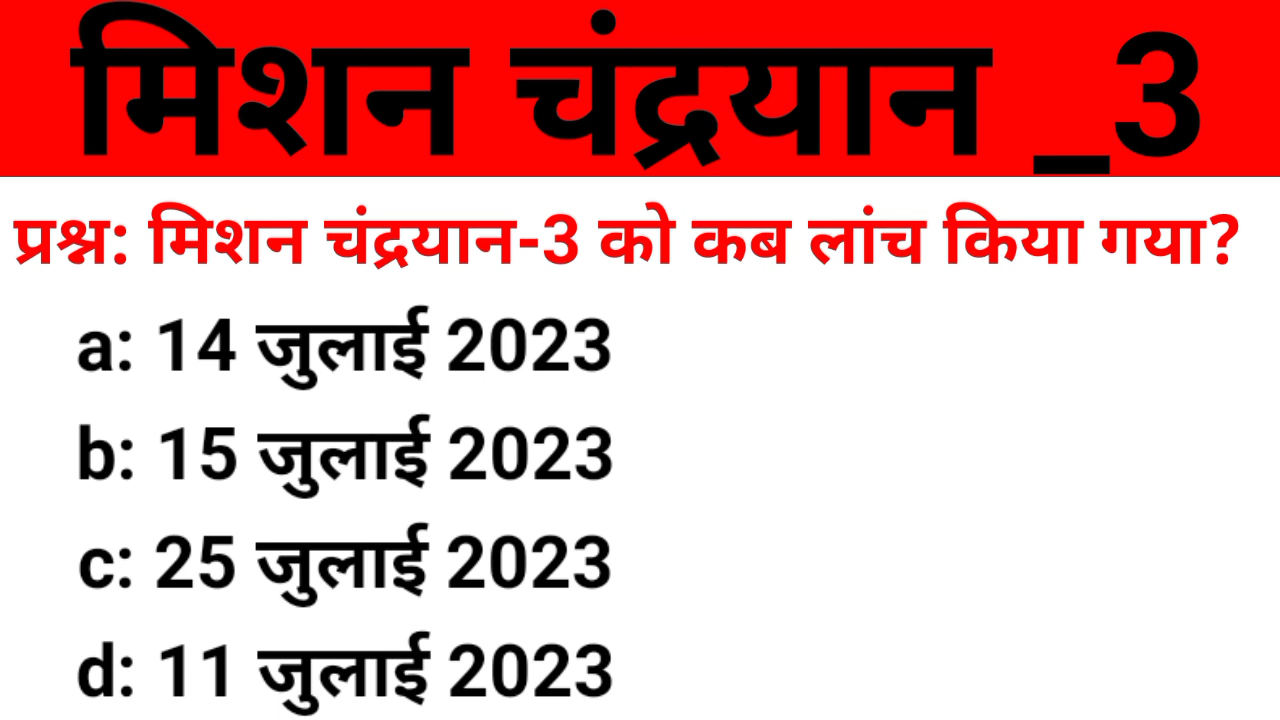 मिशन चंद्रयान _3
प्रश्न: मिशन चंद्रयान-3 को कब लांच किया गया?
a: 14 जुलाई 2023
b: 15 जुलाई 2023
c: 25 जुलाई 2023
d: 11 जुलाई 2023